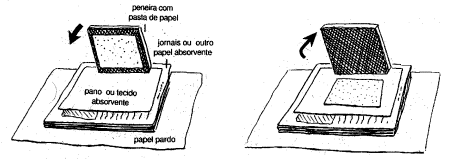 peneira com
pasta de papel
jornais ou outro
papel absorvente
pano ou tecido
absorvente
papel pardo